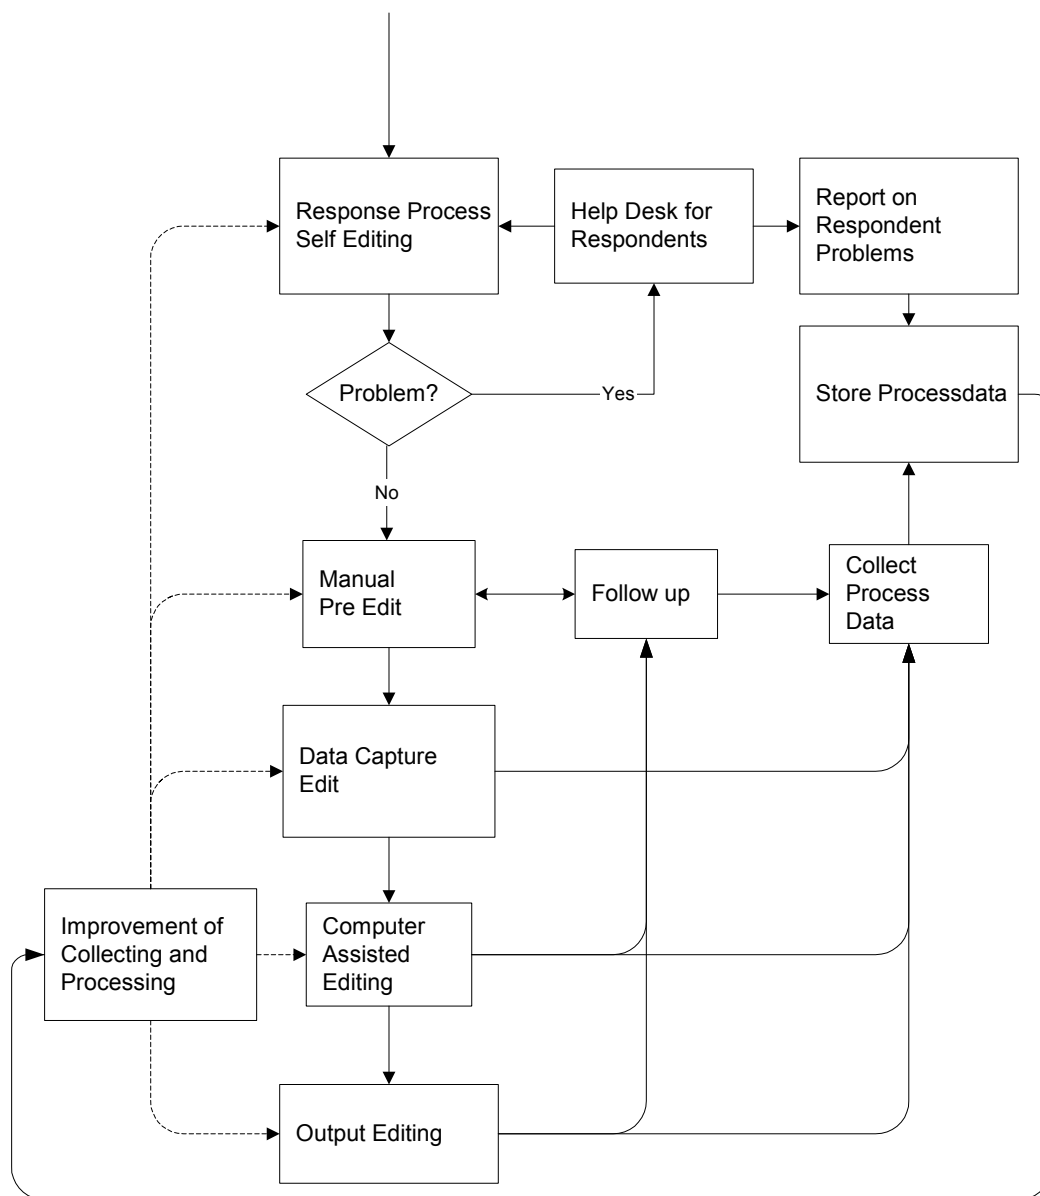 Response Process
Self Editing
Help Desk for
Respondents
Report on
Respondent
Problems
Problem?
Yes
Store Processdata
No
Manual
Pre Edit
Follow up
Collect
Process
Data
Data Capture
Edit
Improvement of
Collecting and
Processing
Computer
Assisted
Editing
Output Editing